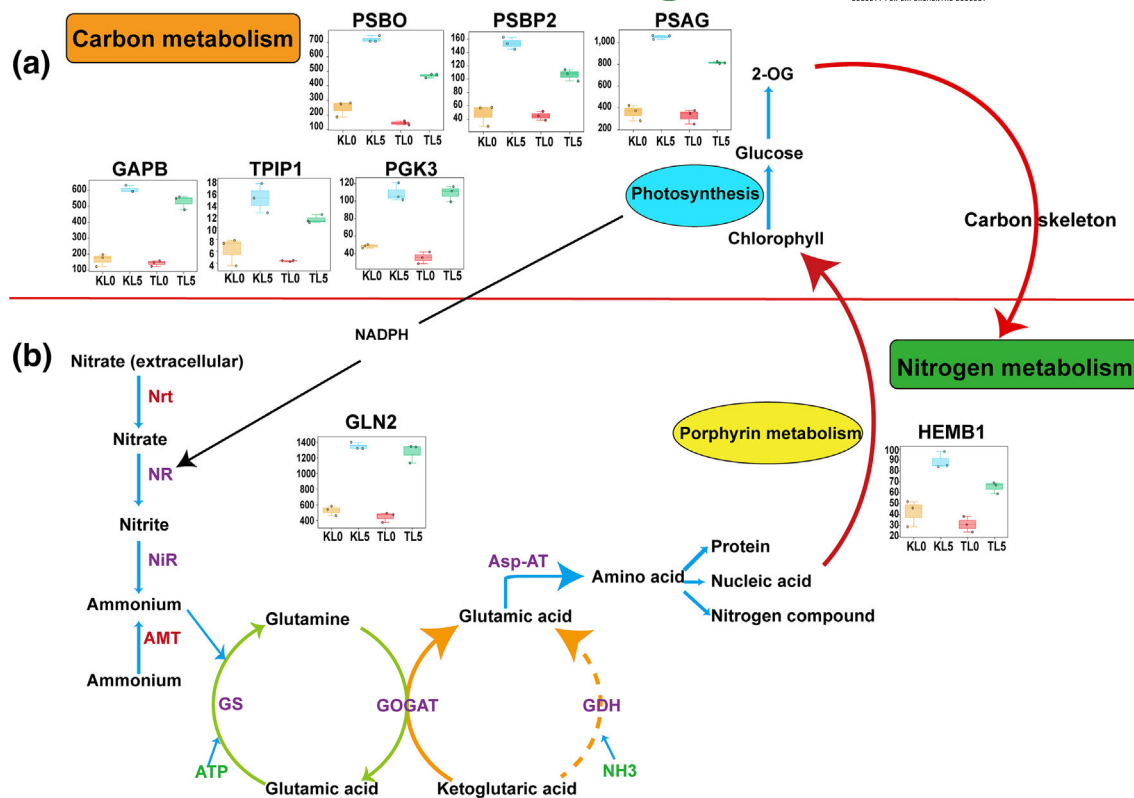 Carbon metabolism
(a)
PSBO
700
600
500
400
300
200
100
KL0 KL5 TL0 TL5
PSBP2
160
140
120
100
80
60
40
KL0 KL5 TL0 TL5
PSAG
1,000
800
600
400
200
KL0 KL5 TL0 TL5
2-OG
Glucose
Photosynthesis
Chlorophyll
Carbon skeleton
GAPB
600
500
400
300
200
100
KL0 KL5 TL0 TL5
TPIP1
18
16
14
12
10
8
6
4
KL0 KL5 TL0 TL5
PGK3
120
100
80
60
40
KL0 KL5 TL0 TL5
NADPH
(b)
Nitrate (extracellular)
Nrt
Nitrate
NR
Nitrite
NiR
Ammonium
AMT
Ammonium
GLN2
1400
1200
1000
800
600
400
KL0 KL5 TL0 TL5
Nitrogen metabolism
Porphyrin metabolism
HEMB1
100
90
80
70
60
50
40
30
20
KL0 KL5 TL0 TL5
Asp-AT
Amino acid
Protein
Nucleic acid
Nitrogen compound
Glutamine
Glutamic acid
GS
GOGAT
GDH
ATP
NH3
Glutamic acid
Ketoglutaric acid